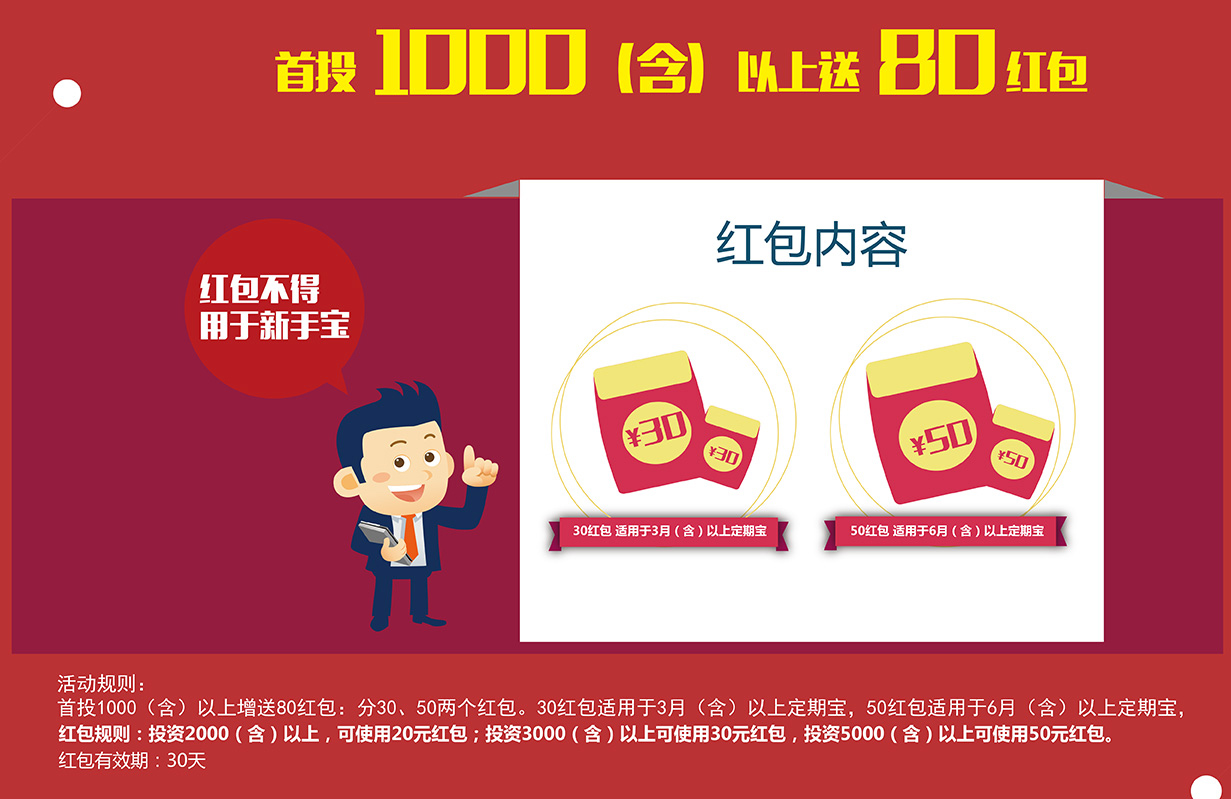 首投1000（含）以上送80红包
红包内容
红包不得
用于新手宝
¥30
¥30
¥50
¥50
30红包 适用于3月（含）以上定期宝
50红包 适用于6月（含）以上定期宝
活动规则：
首投1000（含）以上增送80红包：分30、50两个红包。30红包适用于3月（含）以上定期宝，50红包适用于6月（含）以上定期宝，
红包规则：投资2000（含）以上，可使用20元红包；投资3000（含）以上可使用30元红包，投资5000（含）以上可使用50元红包。
红包有效期：30天